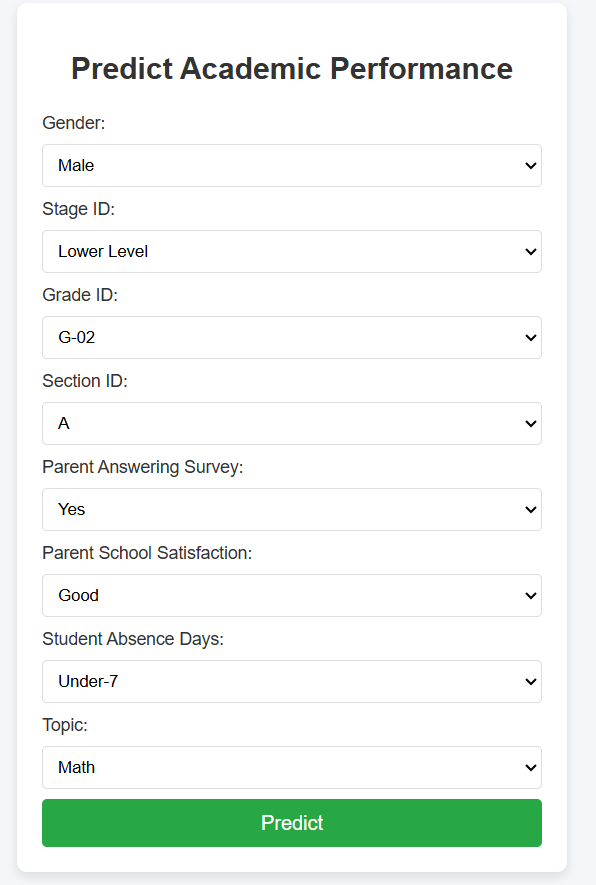 Predict Academic Performance
Gender:
Male
Stage ID:
Lower Level
Grade ID:
G-02
Section ID:
A
Parent Answering Survey:
Yes
Parent School Satisfaction:
Good
Student Absence Days:
Under-7
Topic:
Math
Predict